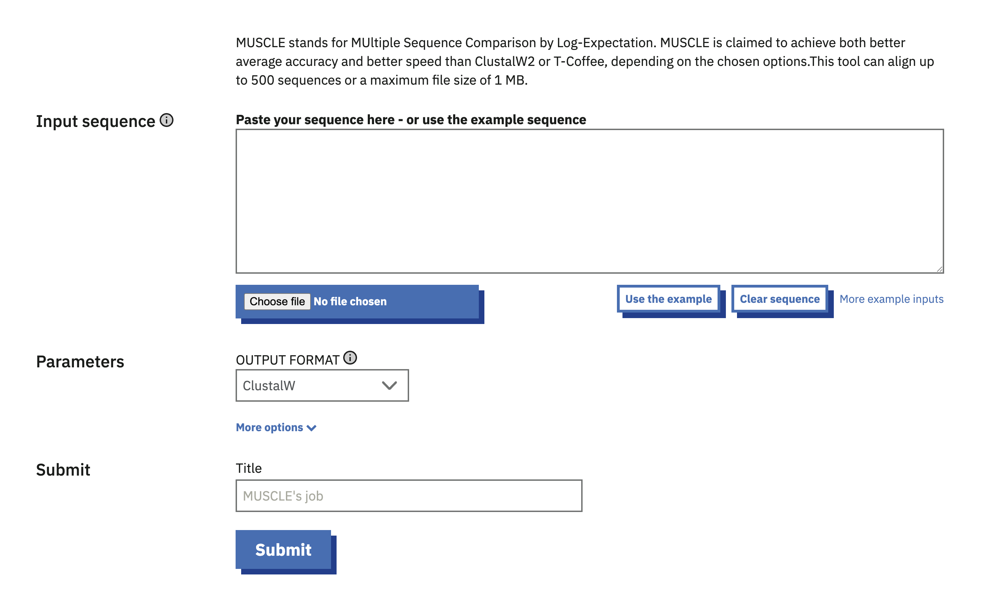 MUSCLE stands for MUltiple Sequence Comparison by Log-Expectation. MUSCLE is claimed to achieve both better
average accuracy and better speed than ClustalW2 or T-Coffee, depending on the chosen options.This tool can align up
to 500 sequences or a maximum file size of 1 MB.
Input sequence
Paste your sequence here - or use the example sequence
Choose file No file chosen
Use the example
Clear sequence
More example inputs
Parameters
OUTPUT FORMAT
ClustalW
More options
Submit
Title
MUSCLE's job
Submit